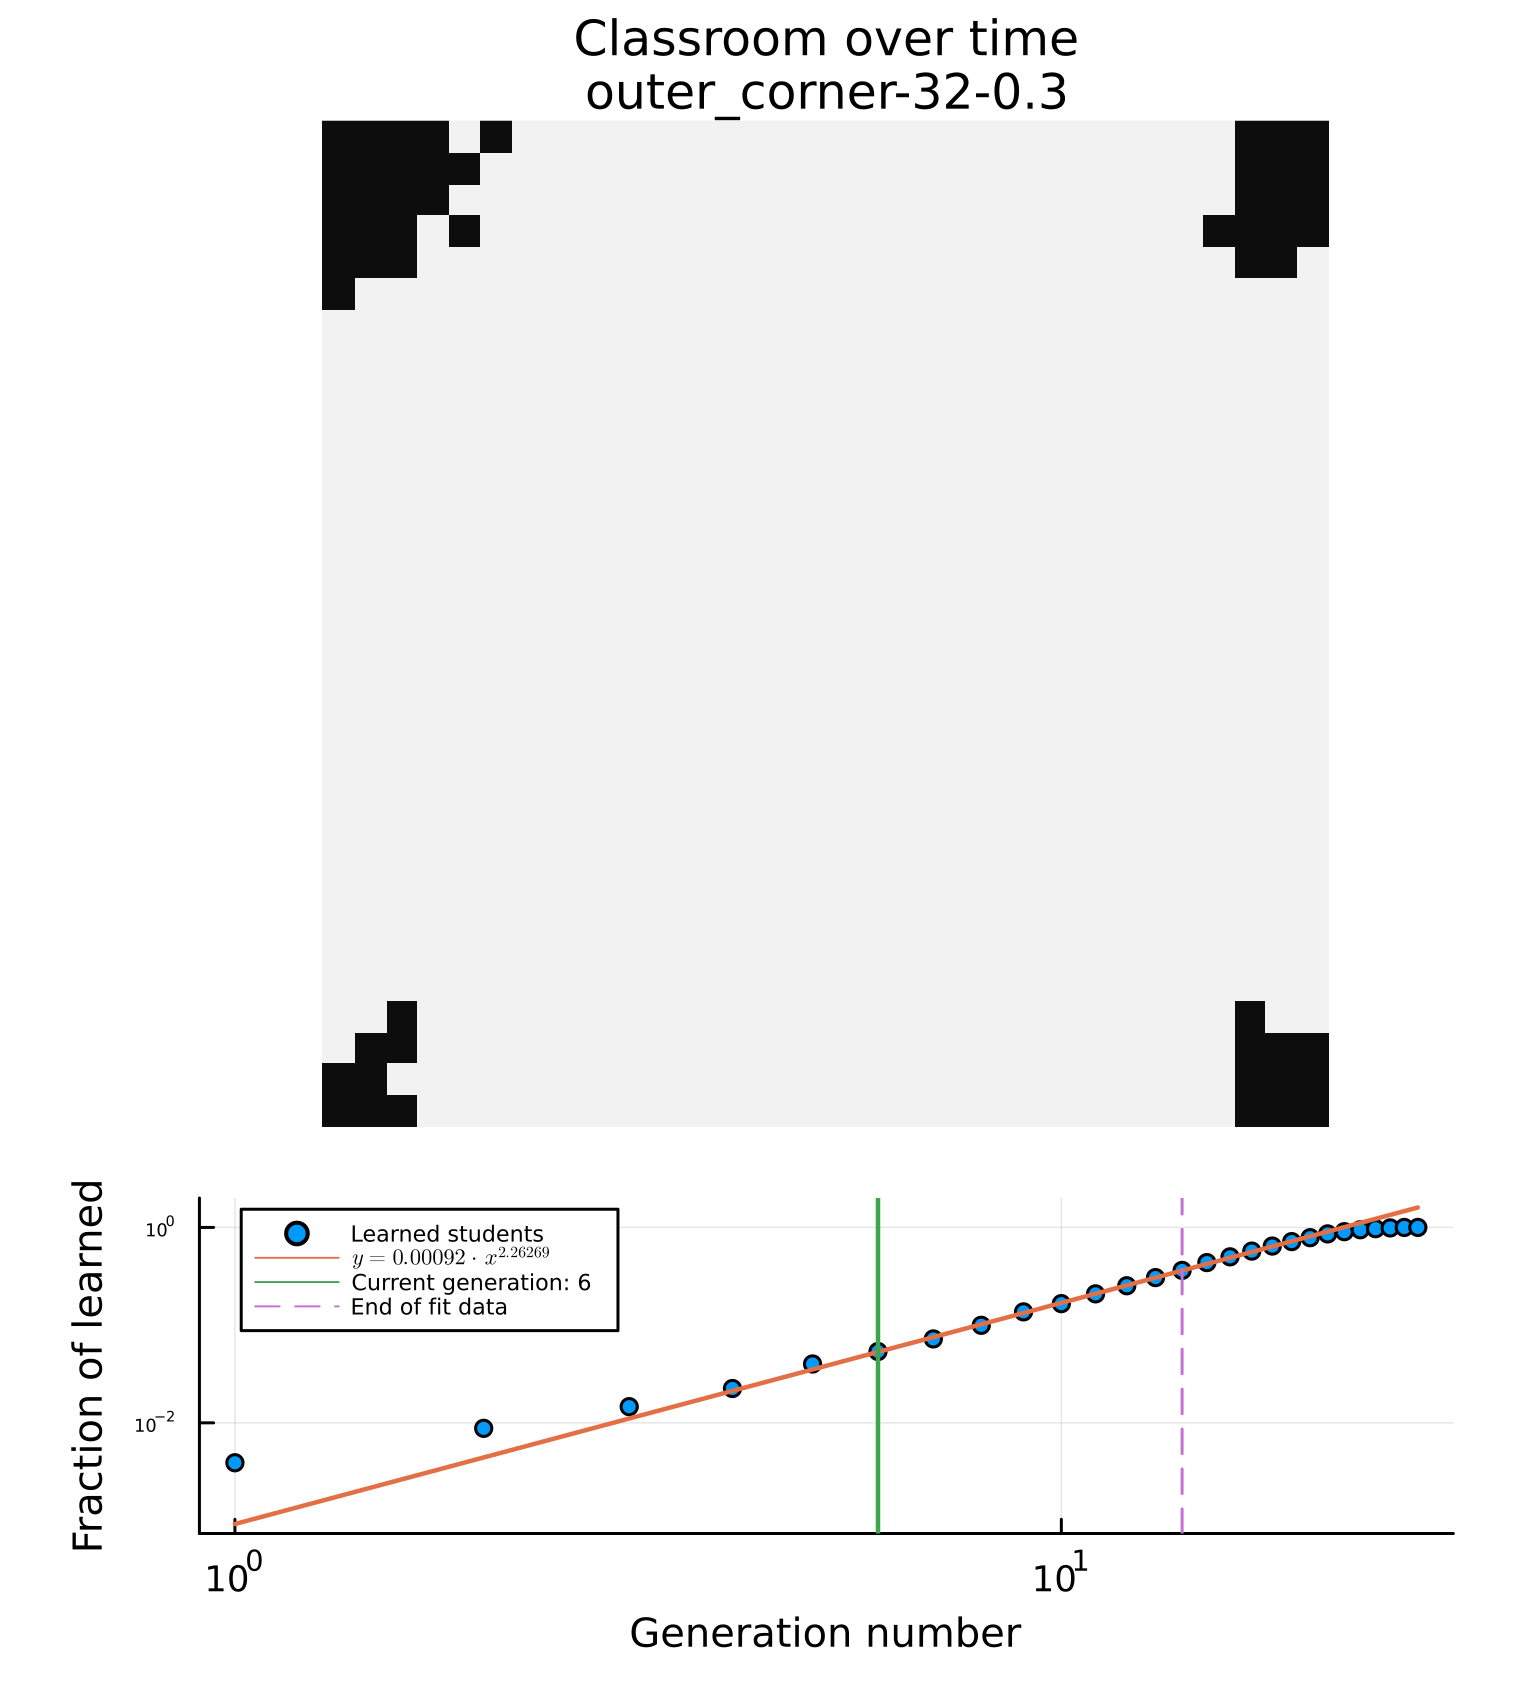 Classroom over time
outer_corner-32-0.3
Learned students
y = 0.00092 · x^2.26269
Current generation: 6
End of fit data
Fraction of learned
10^0
10^−2
10^0
10^1
Generation number